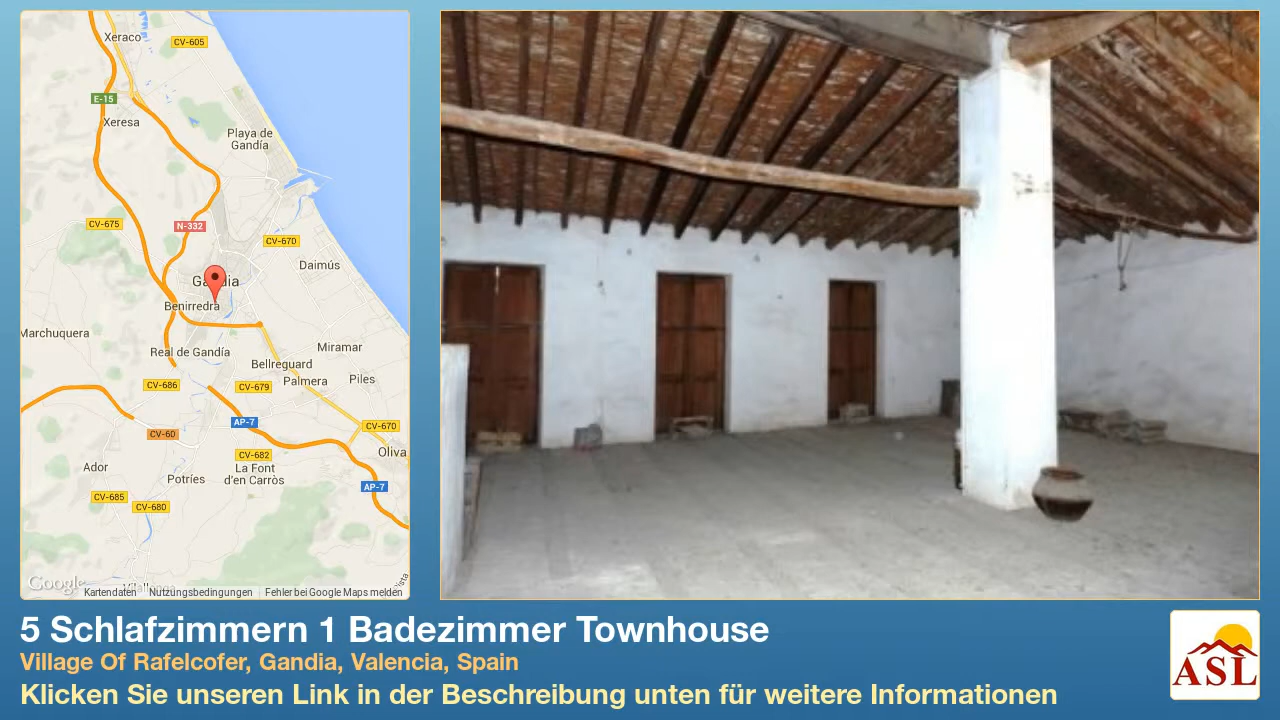 Xeraco
CV-605
E-15
Xeresa
Playa de
Gandía
CV-675
N-332
CV-670
Daimús
Benirredrà
Marchuquera
Real de Gandía
Miramar
Bellreguard
CV-686
CV-679
Palmera
Piles
AP-7
CV-670
CV-60
Oliva
CV-682
Ador
La Font
d'en Carròs
Potríes
AP-7
CV-685
CV-680
Google
Kartendaten
Nutzungsbedingungen
Fehler bei Google Maps melden
5 Schlafzimmern 1 Badezimmer Townhouse
Village Of Rafelcofer, Gandia, Valencia, Spain
Klicken Sie unseren Link in der Beschreibung unten für weitere Informationen
ASL